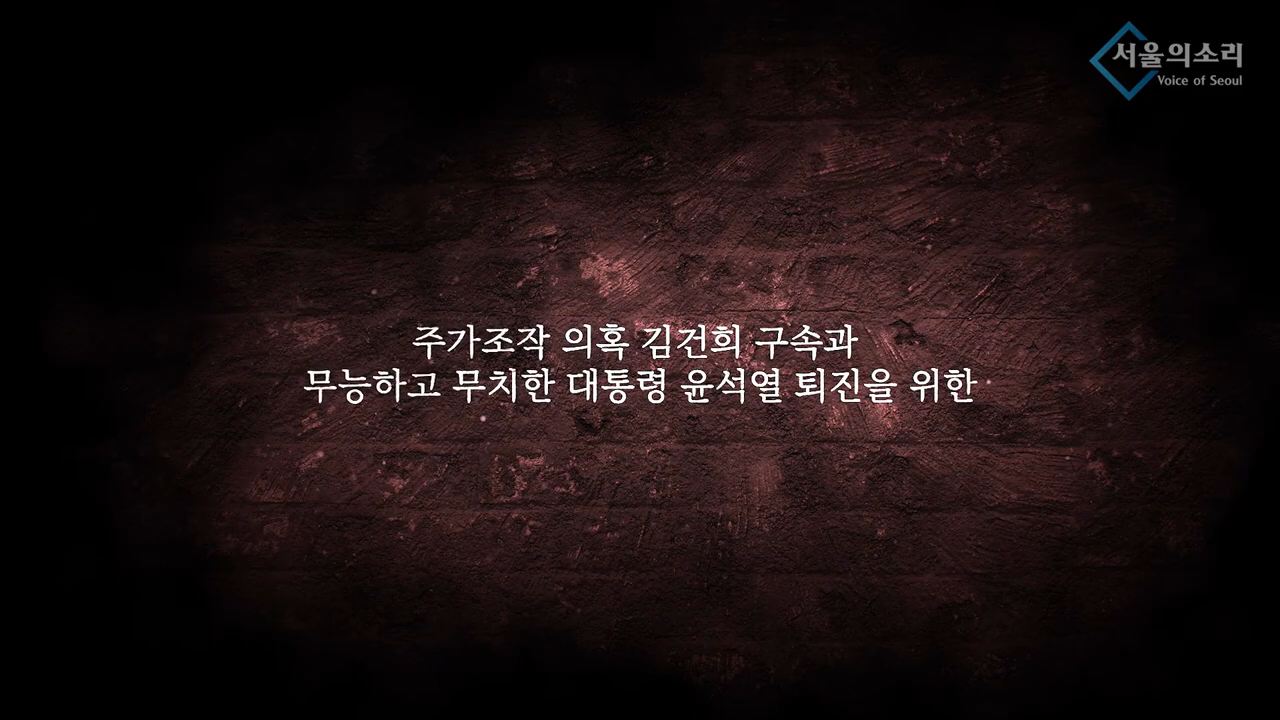 서울의소리
Voice of Seoul
주가조작 의혹 김건희 구속과
무능하고 무치한 대통령 윤석열 퇴진을 위한